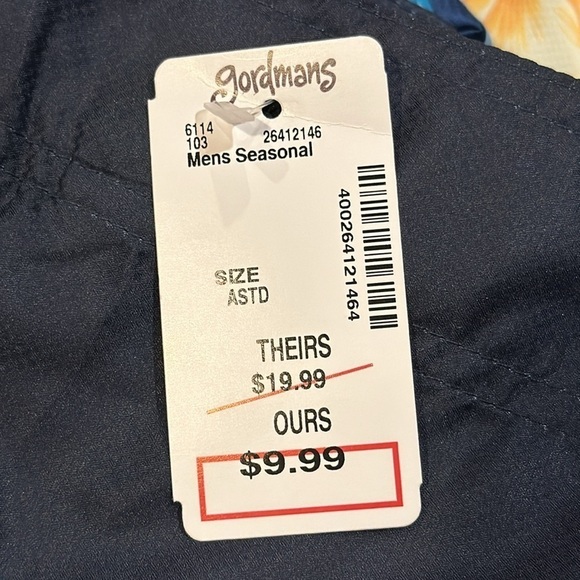 gordmans
6114 26412146
103
Mens Seasonal
400264121464
SIZE
ASTD
THEIRS
$19.99
OURS
$9.99